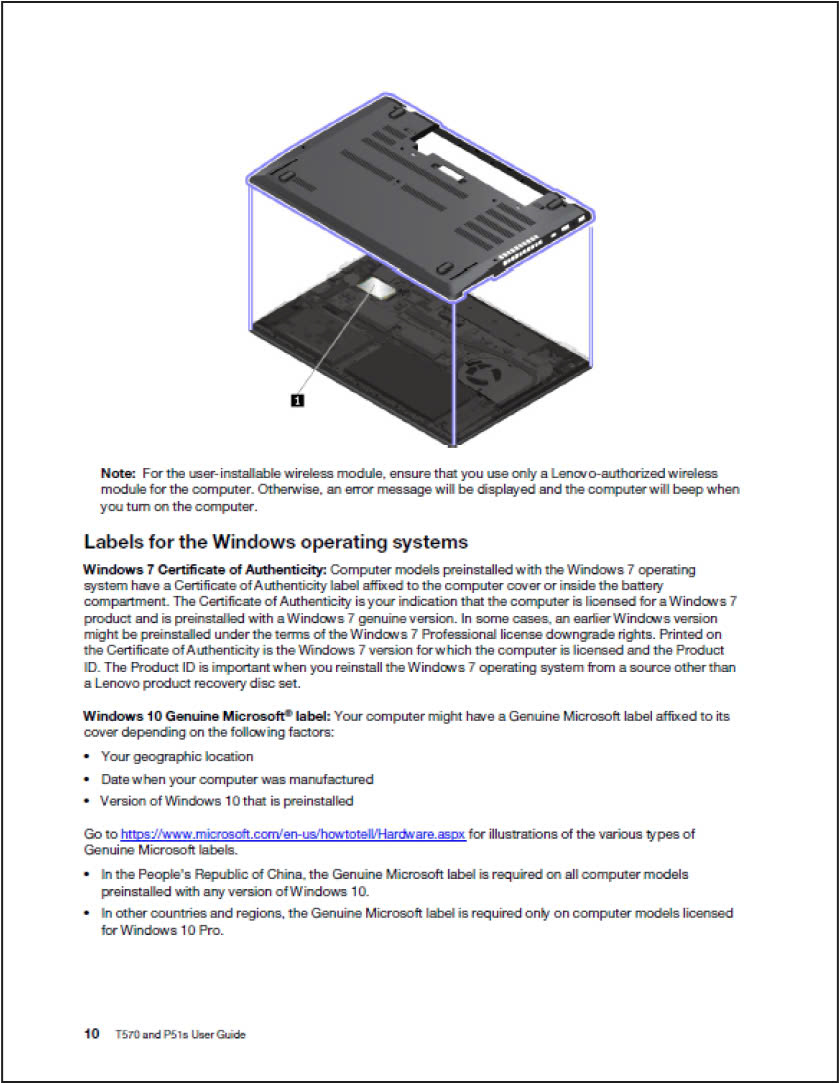 1
Note: For the user-installable wireless module, ensure that you use only a Lenovo-authorized wireless
module for the computer. Otherwise, an error message will be displayed and the computer will beep when
you turn on the computer.
Labels for the Windows operating systems
Windows 7 Certificate of Authenticity: Computer models preinstalled with the Windows 7 operating
system have a Certificate of Authenticity label affixed to the computer cover or inside the battery
compartment. The Certificate of Authenticity is your indication that the computer is licensed for a Windows 7
product and is preinstalled with a Windows 7 genuine version. In some cases, an earlier Windows version
might be preinstalled under the terms of the Windows 7 Professional license downgrade rights. Printed on
the Certificate of Authenticity is the Windows 7 version for which the computer is licensed and the Product
ID. The Product ID is important when you reinstall the Windows 7 operating system from a source other than
a Lenovo product recovery disc set.
Windows 10 Genuine Microsoft® label: Your computer might have a Genuine Microsoft label affixed to its
cover depending on the following factors:
• Your geographic location
• Date when your computer was manufactured
• Version of Windows 10 that is preinstalled
Go to https://www.microsoft.com/en-us/howtotell/Hardware.aspx for illustrations of the various types of
Genuine Microsoft labels.
• In the People's Republic of China, the Genuine Microsoft label is required on all computer models
preinstalled with any version of Windows 10.
• In other countries and regions, the Genuine Microsoft label is required only on computer models licensed
for Windows 10 Pro.
10 T570 and P51s User Guide